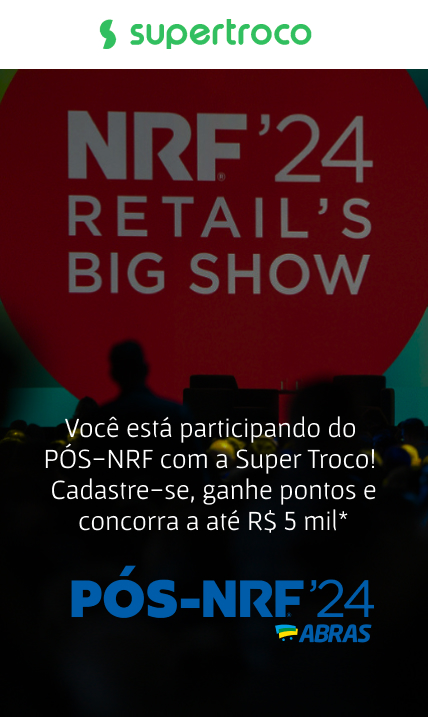 supertroco
NRF®’24
RETAIL’S
BIG SHOW
Você está participando do
PÓS-NRF com a Super Troco!
Cadastre-se, ganhe pontos e
concorra a até R$ 5 mil*
PÓS-NRF’24
ABRAS